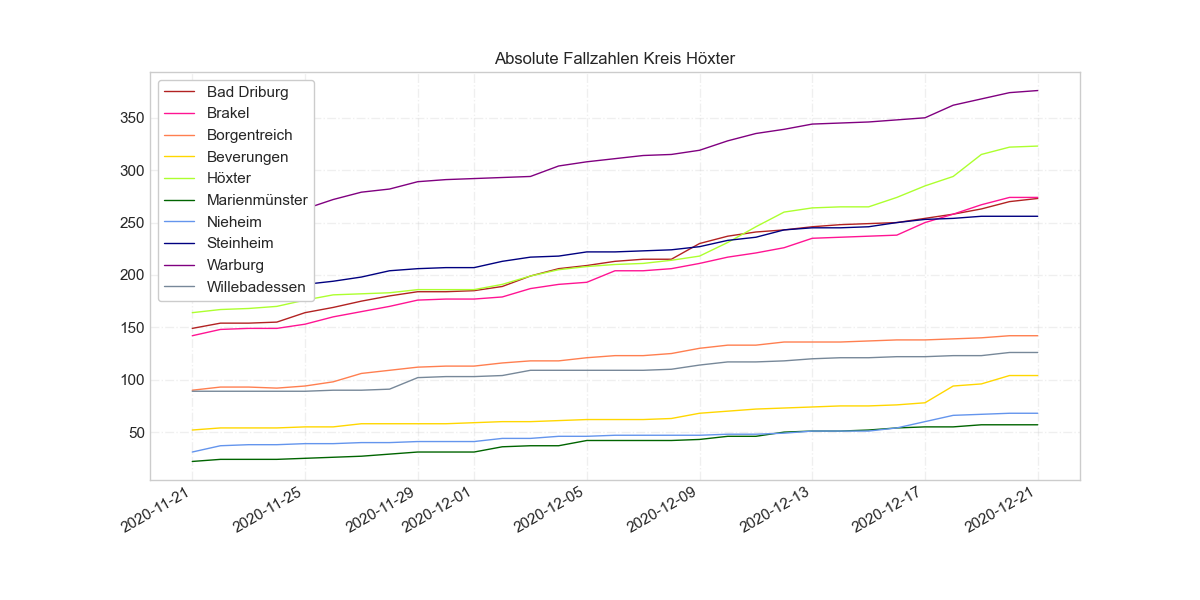 Absolute Fallzahlen Kreis Höxter
Bad Driburg
Brakel
Borgentreich
Beverungen
Höxter
Marienmünster
Nieheim
Steinheim
Warburg
Willebadessen
350
300
250
200
150
100
50
2020-11-21
2020-11-25
2020-11-29
2020-12-01
2020-12-05
2020-12-09
2020-12-13
2020-12-17
2020-12-21